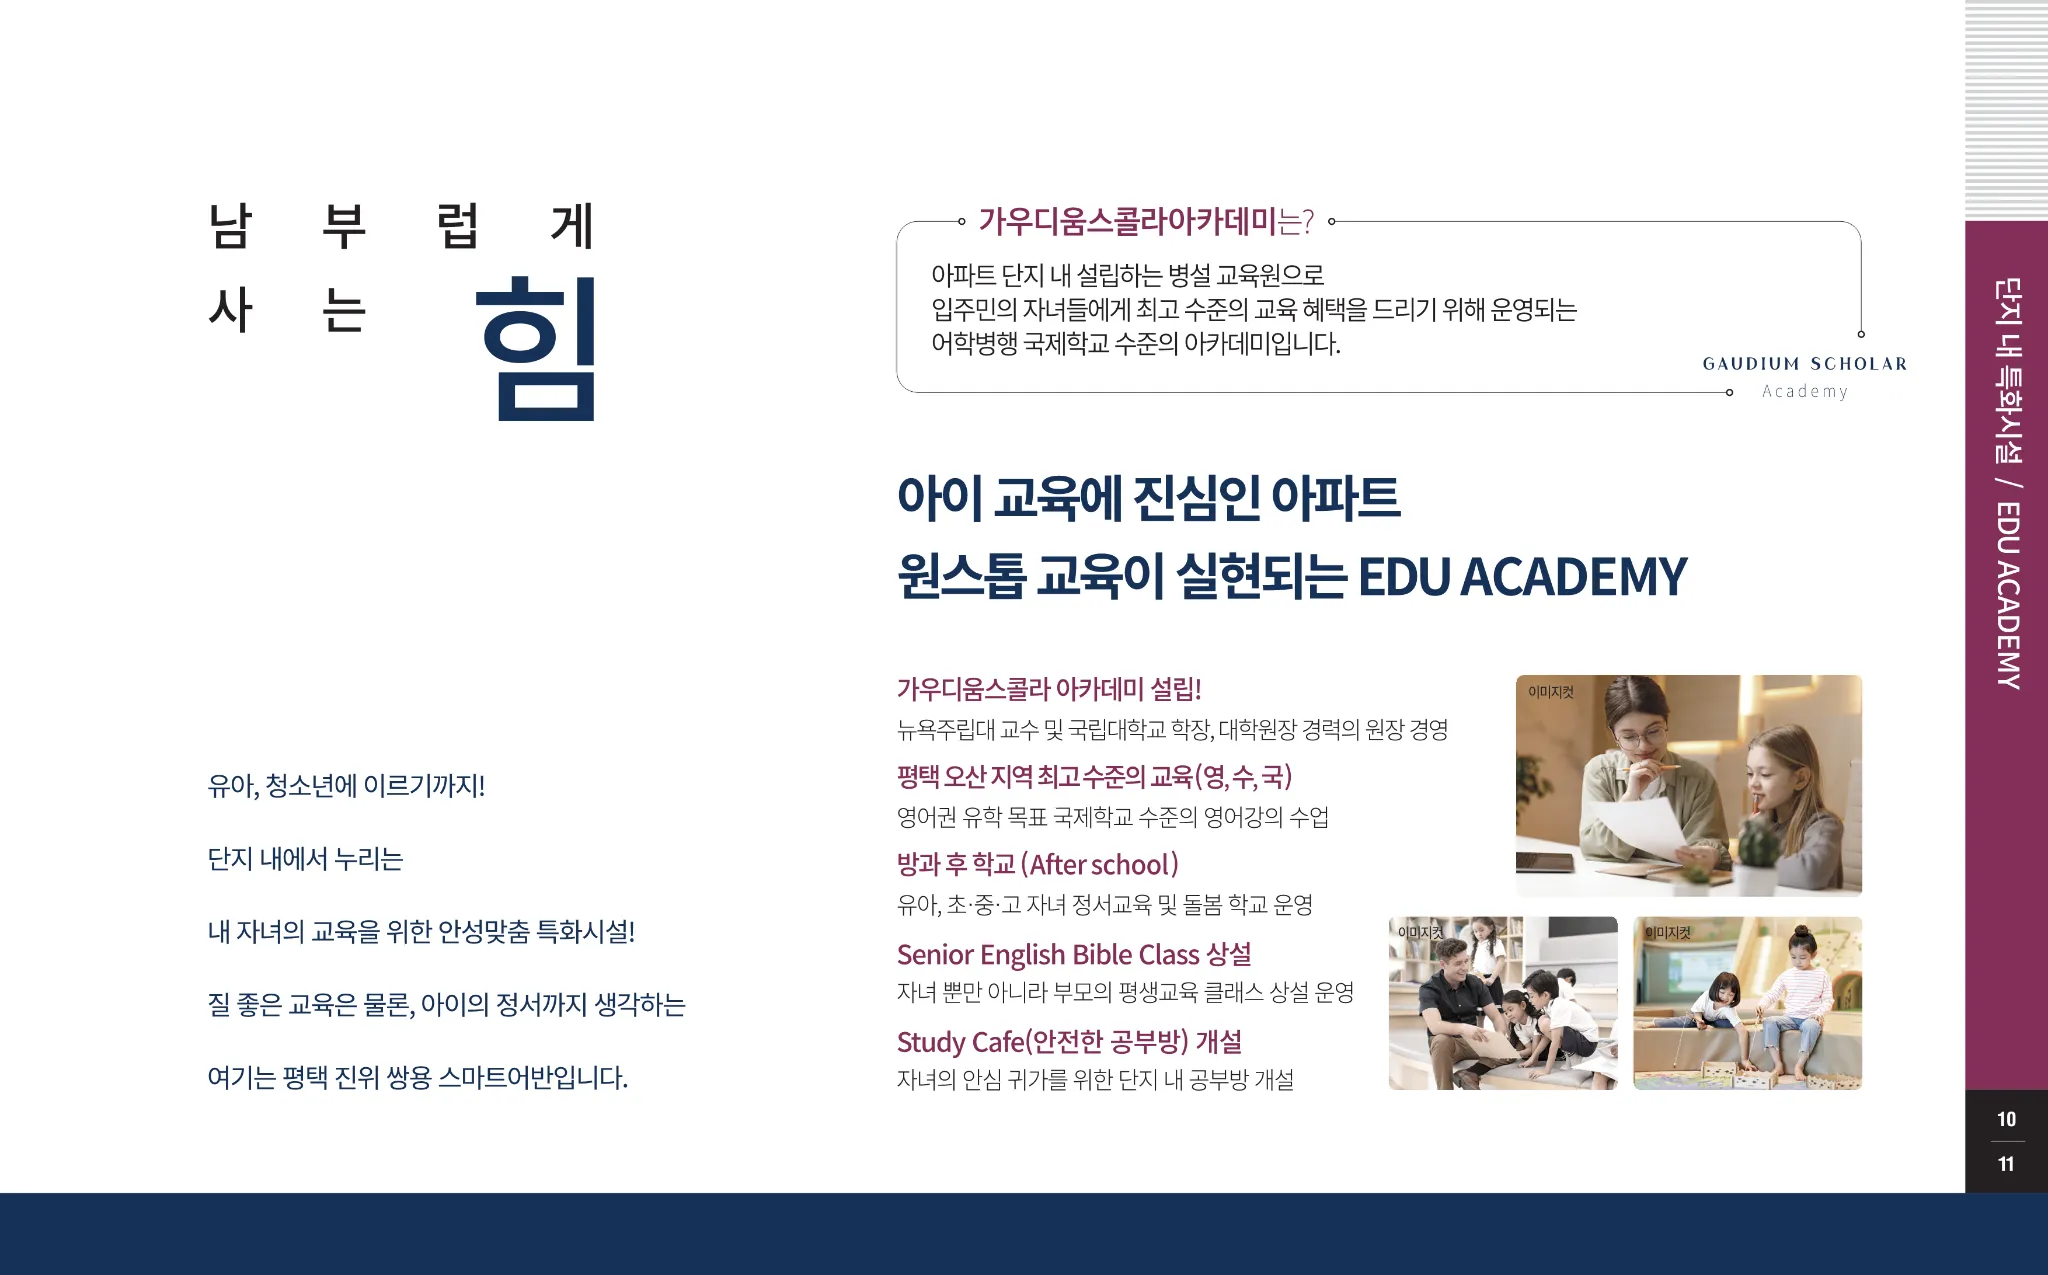 남 부 럽 게
사 는 힘
유아, 청소년에 이르기까지!
단지 내에서 누리는
내 자녀의 교육을 위한 안성맞춤 특화시설!
질 좋은 교육은 물론, 아이의 정서까지 생각하는
여기는 평택 진위 쌍용 스마트어반입니다.
가우디움스콜라아카데미는?
아파트 단지 내 설립하는 병설 교육원으로
입주민의 자녀들에게 최고 수준의 교육 혜택을 드리기 위해 운영되는
어학병행 국제학교 수준의 아카데미입니다.
GAUDIUM SCHOLAR
Academy
아이 교육에 진심인 아파트
원스톱 교육이 실현되는 EDU ACADEMY
가우디움스콜라 아카데미 설립!
뉴욕주립대 교수 및 국립대학교 학장, 대학원장 경력의 원장 경영
평택 오산 지역 최고 수준의 교육(영, 수, 국)
영어권 유학 목표 국제학교 수준의 영어강의 수업
방과 후 학교 (After school)
유아, 초·중·고 자녀 정서교육 및 돌봄 학교 운영
Senior English Bible Class 상설
자녀 뿐만 아니라 부모의 평생교육 클래스 상설 운영
Study Cafe(안전한 공부방) 개설
자녀의 안심 귀가를 위한 단지 내 공부방 개설
이미지컷
이미지컷
이미지컷
단지 내 특화시설 / EDU ACADEMY
10
11